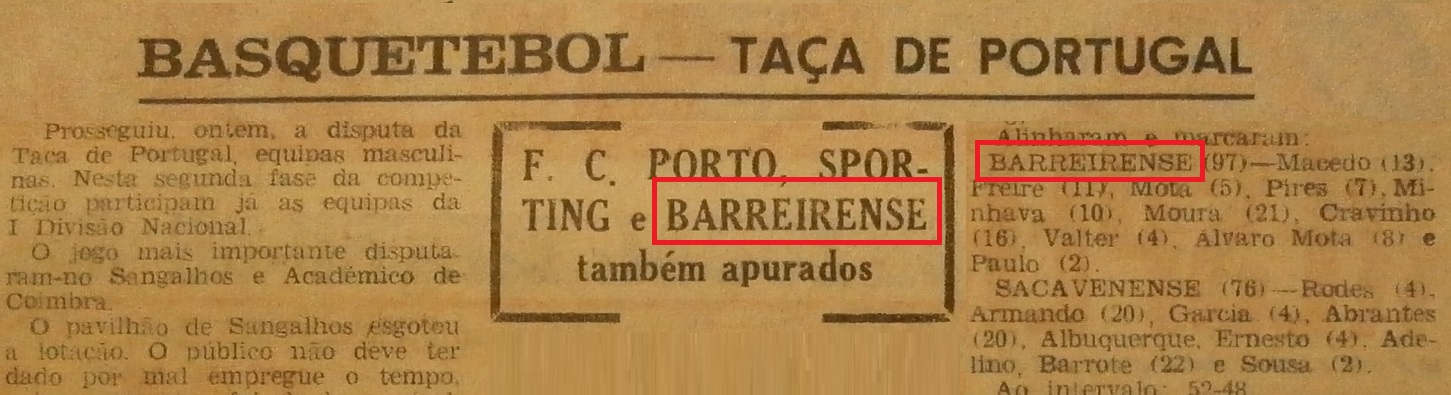 BASQUETEBOL — TAÇA DE PORTUGAL
Prosseguiu, ontem, a disputa da
Taça de Portugal, equipas masculi-
nas. Nesta segunda fase da compe-
tição participam já as equipas da
I Divisão Nacional.
O jogo mais importante disputa-
ram-no Sangalhos e Académico de
Coimbra.
O pavilhão de Sangalhos esgotou
a lotação. O público não deve ter
dado por mal empregue o tempo,
F. C. PORTO, SPOR-
TING e BARREIRENSE
também apurados
Alinharam e marcaram:
BARREIRENSE (97)—Macedo (13),
Freire (11), Mota (5), Pires (7), Mi-
nhava (10), Moura (21), Cravinho
(16), Valter (4), Álvaro Mota (8) e
Paulo (2).
SACAVENENSE (76)—Rodes (4),
Armando (20), Garcia (4), Abrantes
(20), Albuquerque, Ernesto (4), Ade-
lino, Barrote (22) e Sousa (2).
Ao intervalo: 52-48